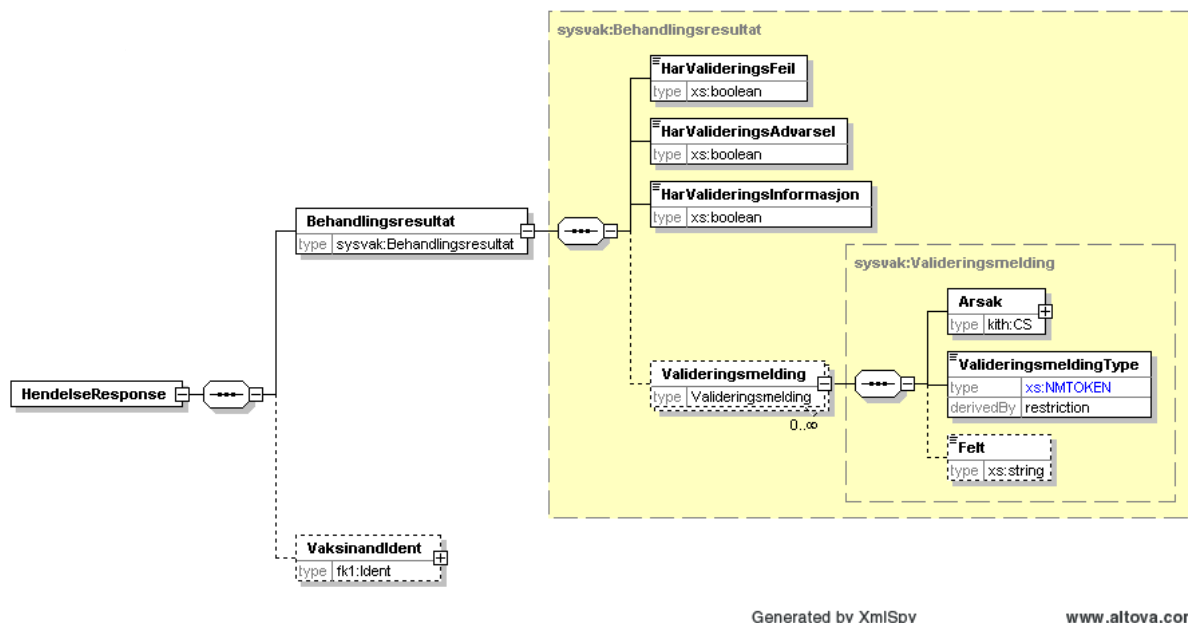 sysvak:Behandlingsresultat
HarValideringsFeil
type xs:boolean
HarValideringsAdvarsel
type xs:boolean
HarValideringsInformasjon
type xs:boolean
Behandlingsresultat
type sysvak:Behandlingsresultat
sysvak:Valideringsmelding
Arsak
type kith:CS
ValideringsmeldingType
type xs:NMTOKEN
derivedBy restriction
Valideringsmelding
type Valideringsmelding
0..∞
HendelseResponse
Felt
type xs:string
VaksinandIdent
type fk1:Ident
Generated by XmlSpy www.altova.com